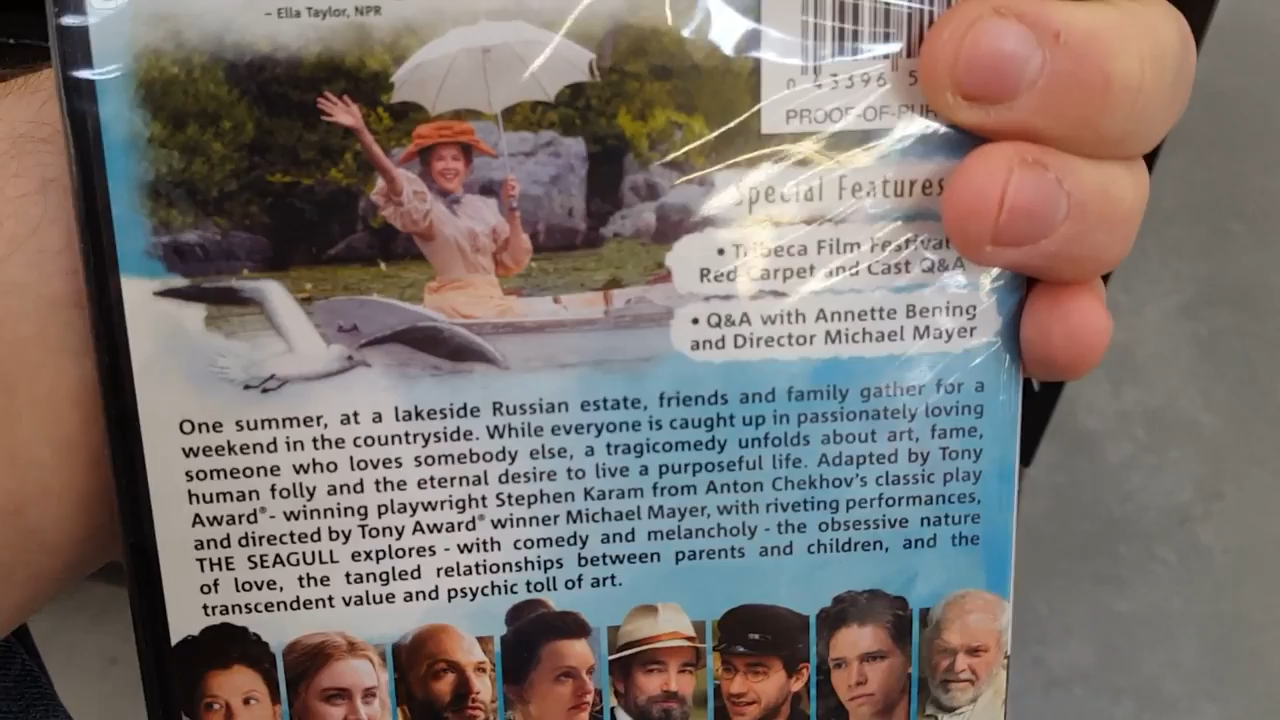 – Ella Taylor, NPR
0 43396 5
PROOF-OF-PUR
Special Features
• Tribeca Film Festival
Red Carpet and Cast Q&A
• Q&A with Annette Bening
and Director Michael Mayer
One summer, at a lakeside Russian estate, friends and family gather for a
weekend in the countryside. While everyone is caught up in passionately loving
someone who loves somebody else, a tragicomedy unfolds about art, fame,
human folly and the eternal desire to live a purposeful life. Adapted by Tony
Award®- winning playwright Stephen Karam from Anton Chekhov's classic play
and directed by Tony Award® winner Michael Mayer, with riveting performances,
THE SEAGULL explores - with comedy and melancholy - the obsessive nature
of love, the tangled relationships between parents and children, and the
transcendent value and psychic toll of art.